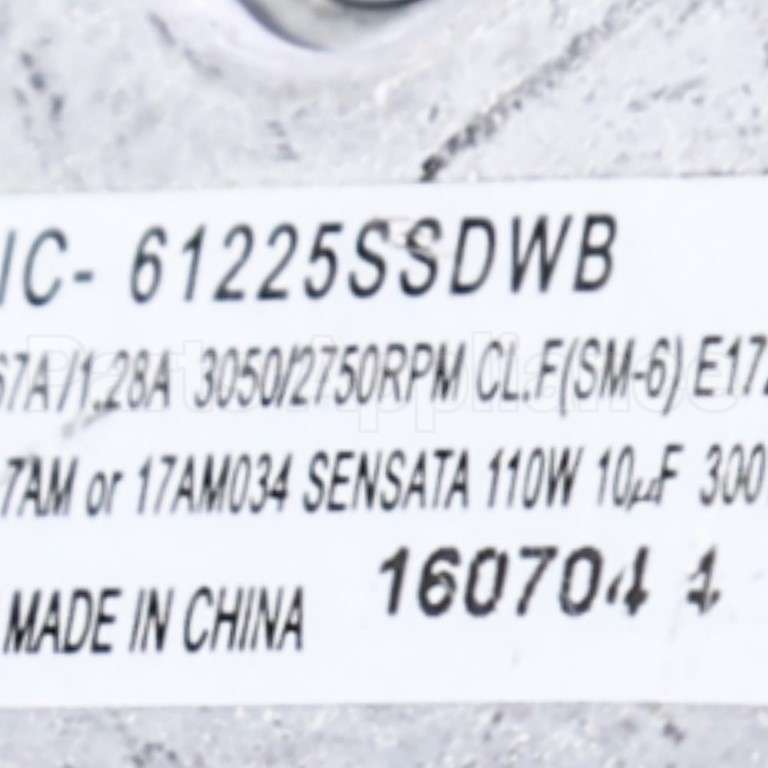 IC- 61225SSDWB
67A/1.28A 3050/2750RPM CL.F(SM-6) E172
7AM or 17AM034 SENSATA 110W 10µF 300
MADE IN CHINA 160704 1